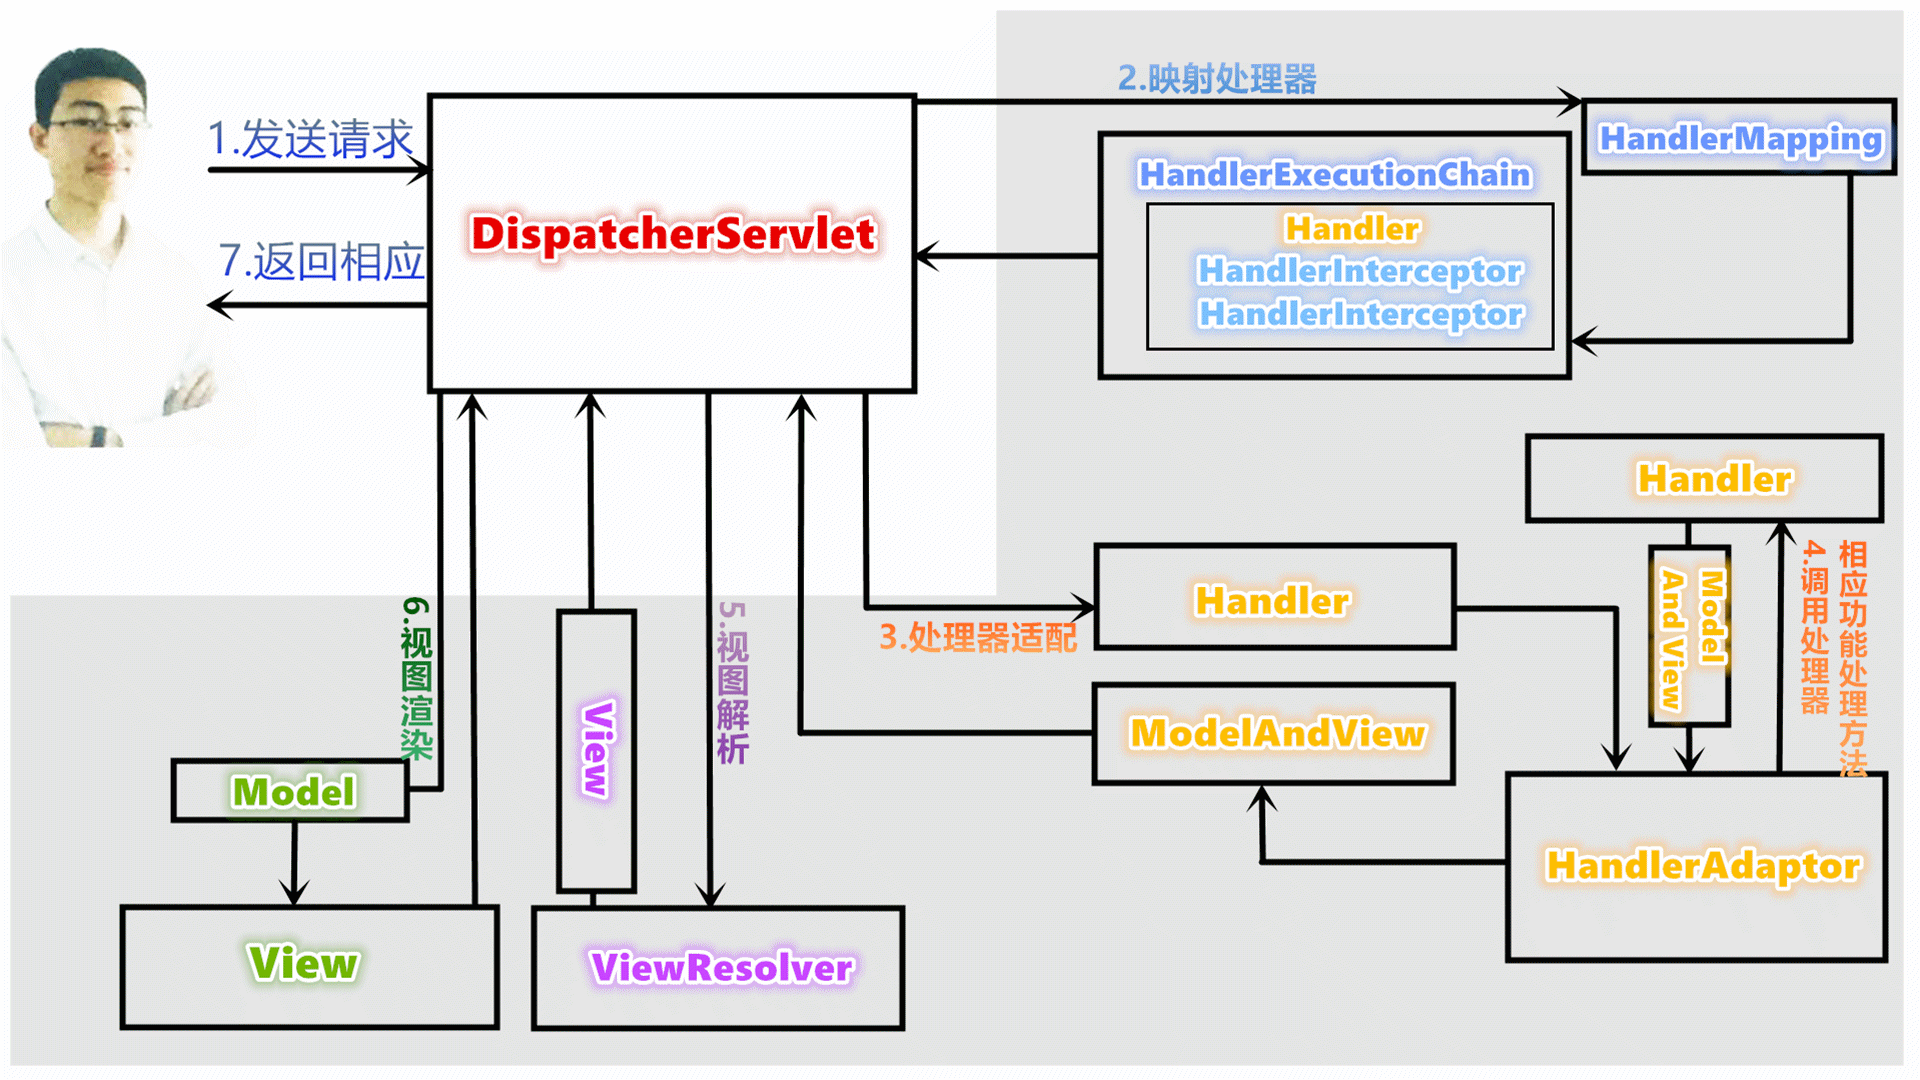 1.发送请求
7.返回相应
DispatcherServlet
2.映射处理器
HandlerMapping
HandlerExecutionChain
Handler
HandlerInterceptor
HandlerInterceptor
3.处理器适配
Handler
ModelAndView
Handler
Model
And View
4.调用处理器
相应功能处理方法
HandlerAdaptor
5.视图解析
View
ViewResolver
6.视图渲染
Model
View